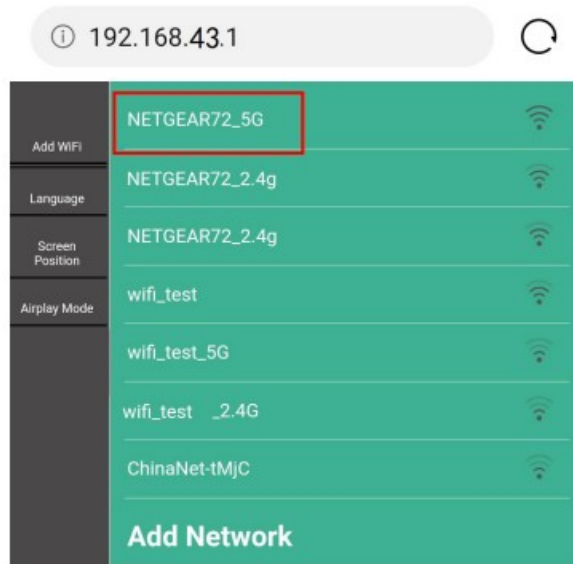 192.168.43.1
Add WiFi
Language
Screen
Position
Airplay Mode
NETGEAR72_5G
NETGEAR72_2.4g
NETGEAR72_2.4g
wifi_test
wifi_test_5G
wifi_test _2.4G
ChinaNet-tMjC
Add Network